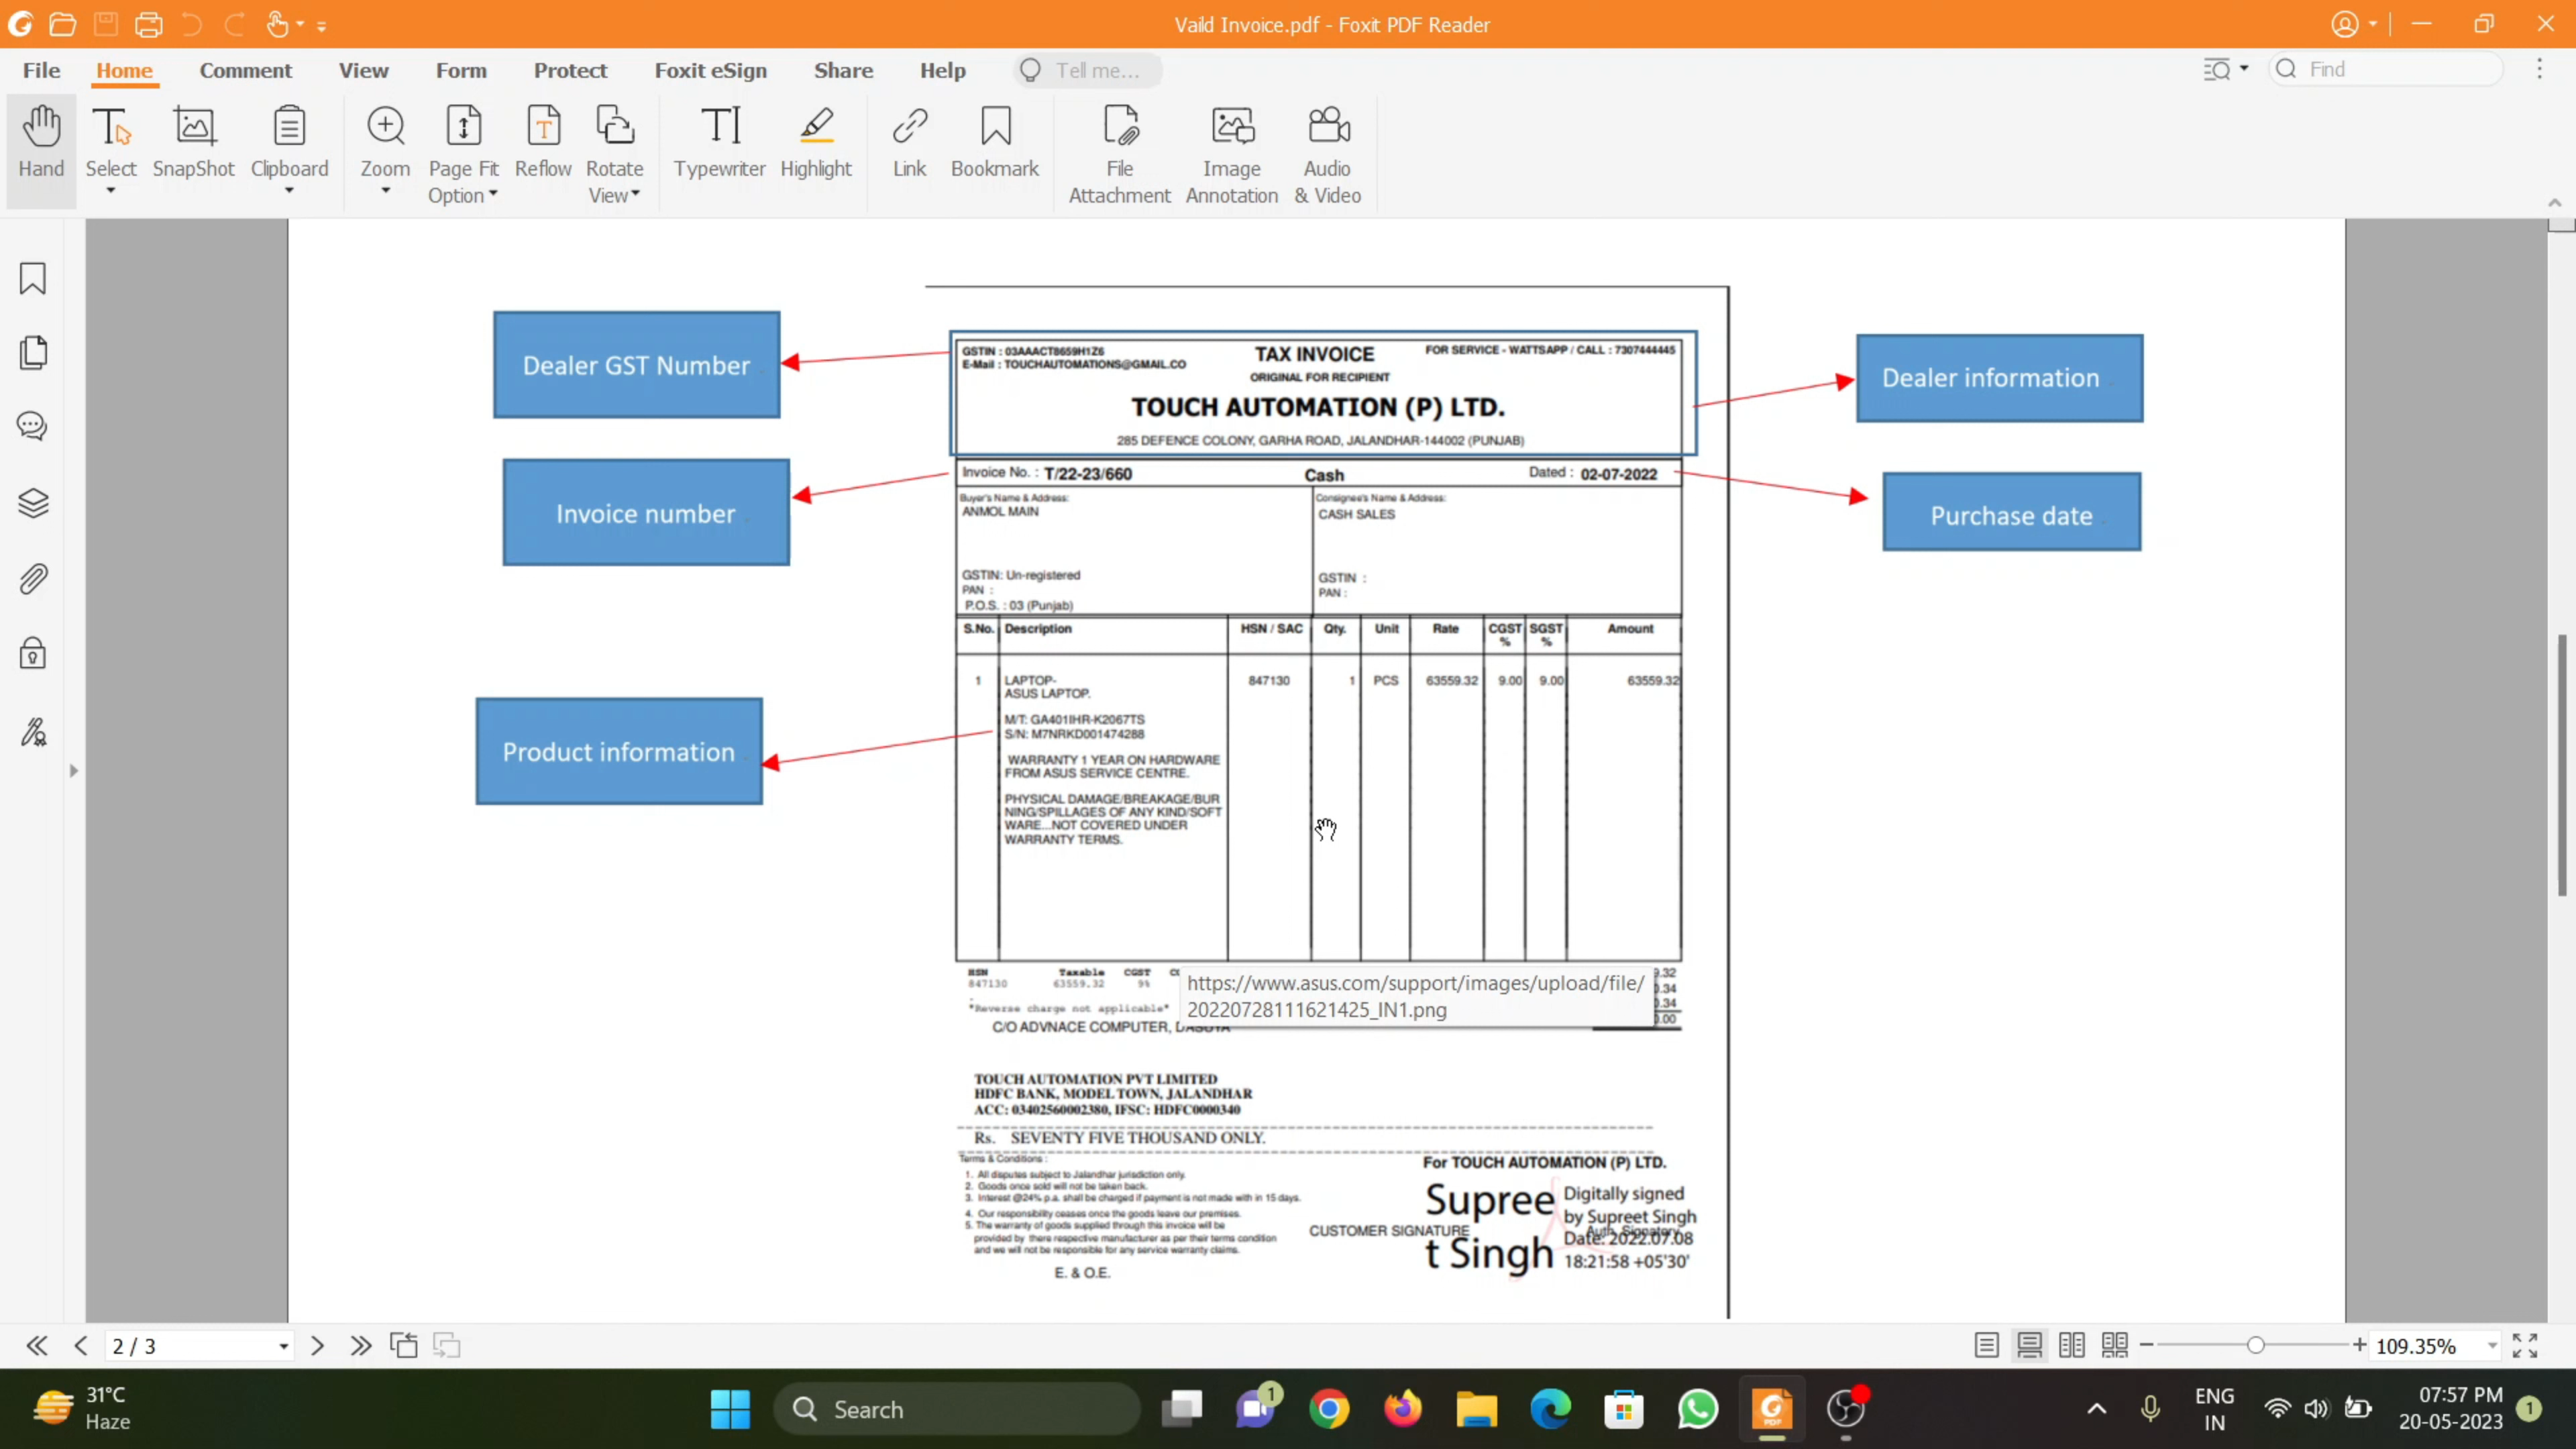 Vaild Invoice.pdf - Foxit PDF Reader
File Home Comment View Form Protect Foxit eSign Share Help Tell me... Find
Hand Select SnapShot Clipboard Zoom Page Fit Option Reflow Rotate View Typewriter Highlight Link Bookmark File Attachment Image Annotation Audio & Video
Dealer GST Number
Invoice number
Product information
Dealer information
Purchase date
GSTIN : 03AAACT8659H1Z6
TAX INVOICE
FOR SERVICE - WATTSAPP / CALL : 7307444445
E-Mail : TOUCHAUTOMATIONS@GMAIL.CO
ORIGINAL FOR RECIPIENT
TOUCH AUTOMATION (P) LTD.
285 DEFENCE COLONY, GARHA ROAD, JALANDHAR-144002 (PUNJAB)
Invoice No. : T/22-23/660 Cash Dated : 02-07-2022
Buyer's Name & Address:
ANMOL MAIN
GSTIN: Un-registered
PAN :
P.O.S. : 03 (Punjab)
Consignee's Name & Address:
CASH SALES
GSTIN :
PAN :
S.No. Description HSN / SAC Qty. Unit Rate CGST % SGST % Amount
1 LAPTOP- 847130 1 PCS 63559.32 9.00 9.00 63559.32
ASUS LAPTOP.
M/T: GA401IHR-K2067TS
S/N: M7NRKD001474288
WARRANTY 1 YEAR ON HARDWARE
FROM ASUS SERVICE CENTRE.
PHYSICAL DAMAGE/BREAKAGE/BUR
NING/SPILLAGES OF ANY KIND/SOFT
WARE...NOT COVERED UNDER
WARRANTY TERMS.
HSN Taxable CGST
847130 63559.32 9%
*Reverse charge not applicable*
C/O ADVNACE COMPUTER, DASUYA
https://www.asus.com/support/images/upload/file/
20220728111621425_IN1.png
TOUCH AUTOMATION PVT LIMITED
HDFC BANK, MODEL TOWN, JALANDHAR
ACC: 03402560002380, IFSC: HDFC0000340
Rs. SEVENTY FIVE THOUSAND ONLY.
Terms & Conditions :
1. All disputes subject to Jalandhar jurisdiction only.
2. Goods once sold will not be taken back.
3. Interest @24% p.a. shall be charged if payment is not made with in 15 days.
4. Our responsibility ceases once the goods leave our premises.
5. The warranty of goods supplied through this invoice will be
provided by there respective manufacturer as per their terms condition
and we will not be responsible for any service warranty claims.
E. & O.E.
For TOUCH AUTOMATION (P) LTD.
CUSTOMER SIGNATURE
Supree
t Singh
Digitally signed
by Supreet Singh
Auth. Signatory
Date: 2022.07.08
18:21:58 +05'30'
2 / 3
109.35%
31°C
Haze
Search
1
ENG
IN
07:57 PM
20-05-2023
1